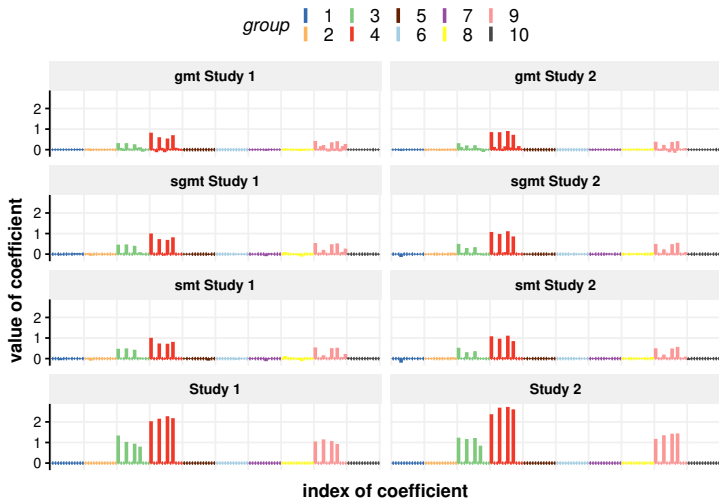 group 1 3 5 7 9
2 4 6 8 10
gmt Study 1 gmt Study 2
2
1
0
sgmt Study 1 sgmt Study 2
2
1
0
smt Study 1 smt Study 2
2
1
0
Study 1 Study 2
2
1
0
value of coefficient
index of coefficient